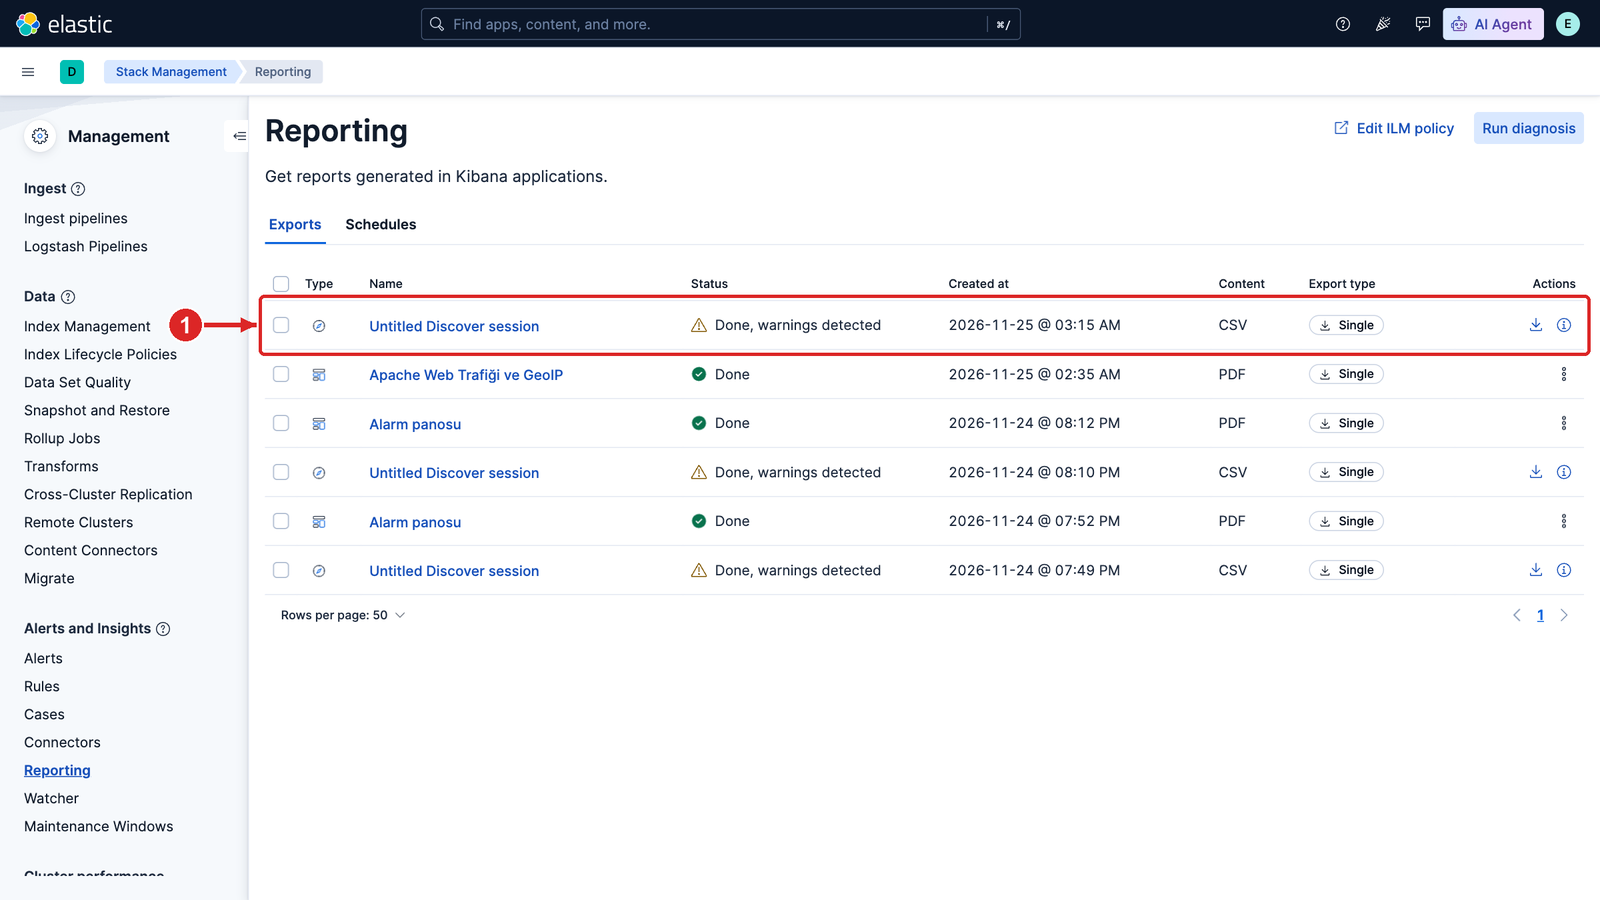 elastic
Find apps, content, and more.
⌘/
AI Agent
E
D
Stack Management
Reporting
Management
Ingest
Ingest pipelines
Logstash Pipelines
Data
Index Management
Index Lifecycle Policies
Data Set Quality
Snapshot and Restore
Rollup Jobs
Transforms
Cross-Cluster Replication
Remote Clusters
Content Connectors
Migrate
Alerts and Insights
Alerts
Rules
Cases
Connectors
Reporting
Watcher
Maintenance Windows
Cluster performance
Reporting
Edit ILM policy
Run diagnosis
Get reports generated in Kibana applications.
Exports Schedules
Type Name Status Created at Content Export type Actions
1
Untitled Discover session Done, warnings detected 2026-11-25 @ 03:15 AM CSV Single
Apache Web Trafiği ve GeoIP Done 2026-11-25 @ 02:35 AM PDF Single
Alarm panosu Done 2026-11-24 @ 08:12 PM PDF Single
Untitled Discover session Done, warnings detected 2026-11-24 @ 08:10 PM CSV Single
Alarm panosu Done 2026-11-24 @ 07:52 PM PDF Single
Untitled Discover session Done, warnings detected 2026-11-24 @ 07:49 PM CSV Single
Rows per page: 50
1